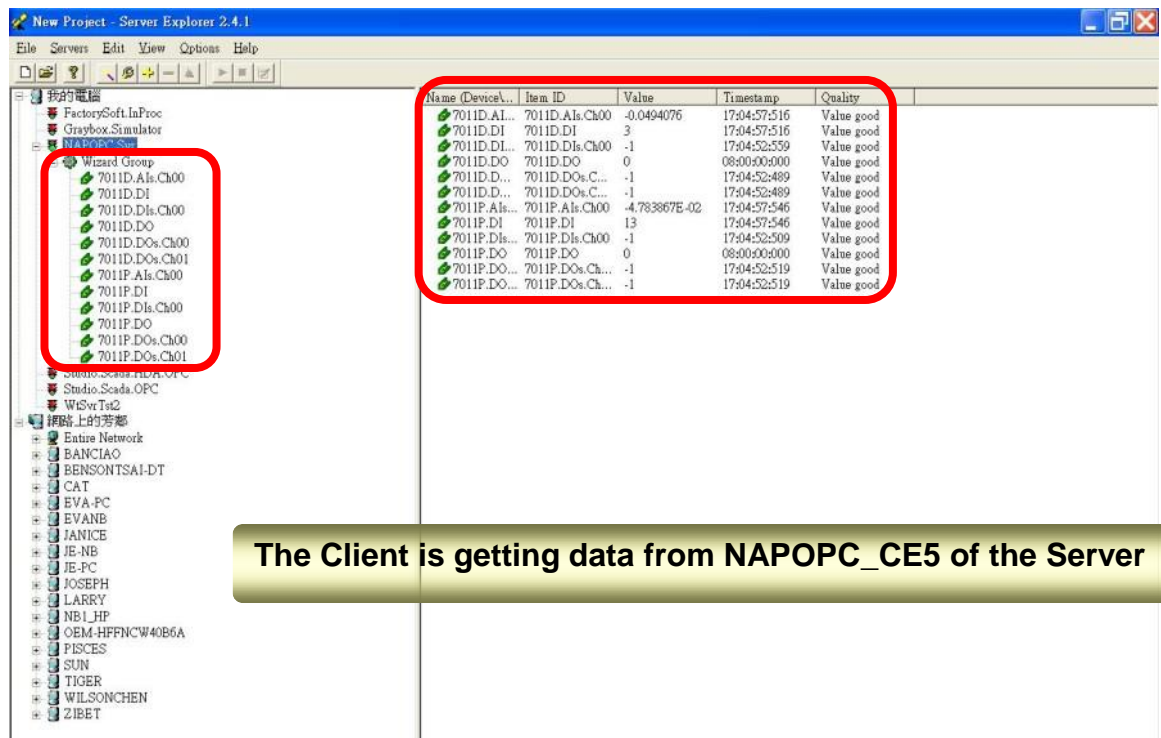 New Project - Server Explorer 2.4.1
File Servers Edit View Options Help
我的電腦
FactorySoft.InProc
Graybox.Simulator
NAPOPC.Svr
Wizard Group
7011D.AIs.Ch00
7011D.DI
7011D.DIs.Ch00
7011D.DO
7011D.DOs.Ch00
7011D.DOs.Ch01
7011P.AIs.Ch00
7011P.DI
7011P.DIs.Ch00
7011P.DO
7011P.DOs.Ch00
7011P.DOs.Ch01
Studio.Scada.HDA.OPC
Studio.Scada.OPC
WtSvrTst2
網路上的芳鄰
Entire Network
BANCIAO
BENSONTSAI-DT
CAT
EVA-PC
EVANB
JANICE
JE-NB
JE-PC
JOSEPH
LARRY
NB1_HP
OEM-HFFNCW40B6A
PISCES
SUN
TIGER
WILSONCHEN
ZIBET
Name (Device\... Item ID Value Timestamp Quality
7011D.AI... 7011D.AIs.Ch00 -0.0494076 17:04:57:516 Value good
7011D.DI 7011D.DI 3 17:04:57:516 Value good
7011D.DI... 7011D.DIs.Ch00 -1 17:04:52:559 Value good
7011D.DO 7011D.DO 0 08:00:00:000 Value good
7011D.D... 7011D.DOs.C... -1 17:04:52:489 Value good
7011D.D... 7011D.DOs.C... -1 17:04:52:489 Value good
7011P.AIs... 7011P.AIs.Ch00 -4.783867E-02 17:04:57:546 Value good
7011P.DI 7011P.DI 13 17:04:57:546 Value good
7011P.DIs... 7011P.DIs.Ch00 -1 17:04:52:509 Value good
7011P.DO 7011P.DO 0 08:00:00:000 Value good
7011P.DO... 7011P.DOs.Ch... -1 17:04:52:519 Value good
7011P.DO... 7011P.DOs.Ch... -1 17:04:52:519 Value good
The Client is getting data from NAPOPC_CE5 of the Server